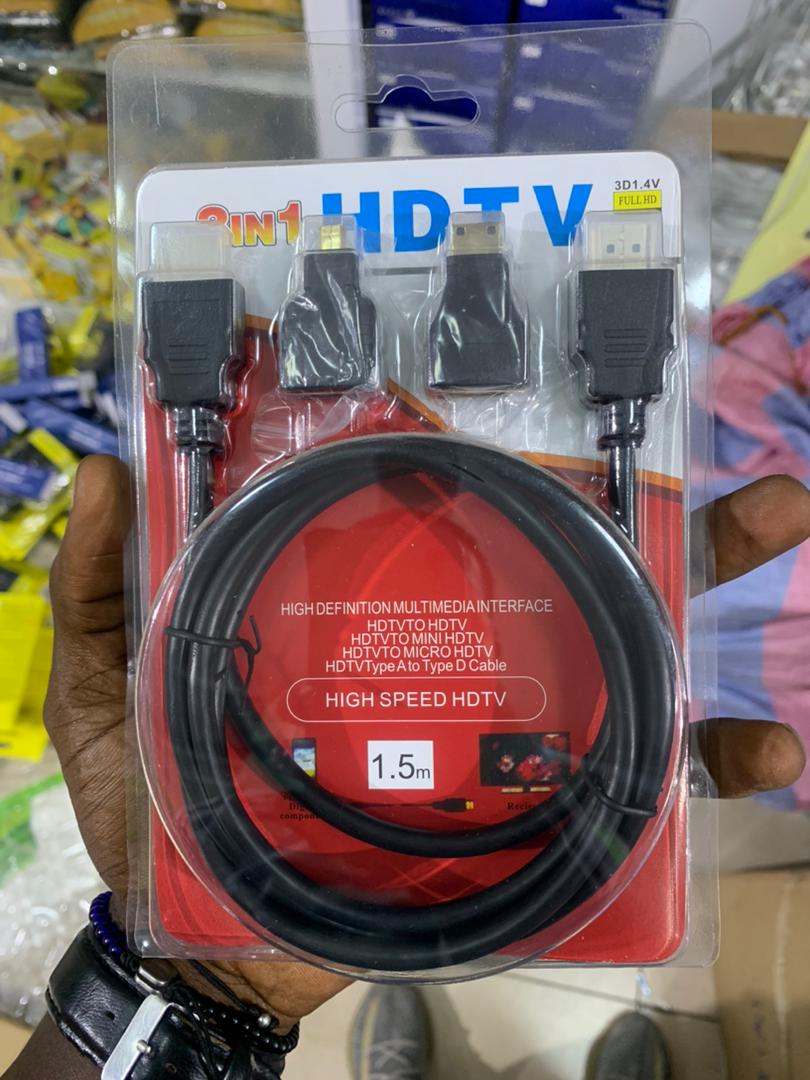 3IN1 HDTV
3D1.4V
FULL HD
HIGH DEFINITION MULTIMEDIA INTERFACE
HDTVTO HDTV
HDTVTO MINI HDTV
HDTVTO MICRO HDTV
HDTVType A to Type D Cable
HIGH SPEED HDTV
1.5m